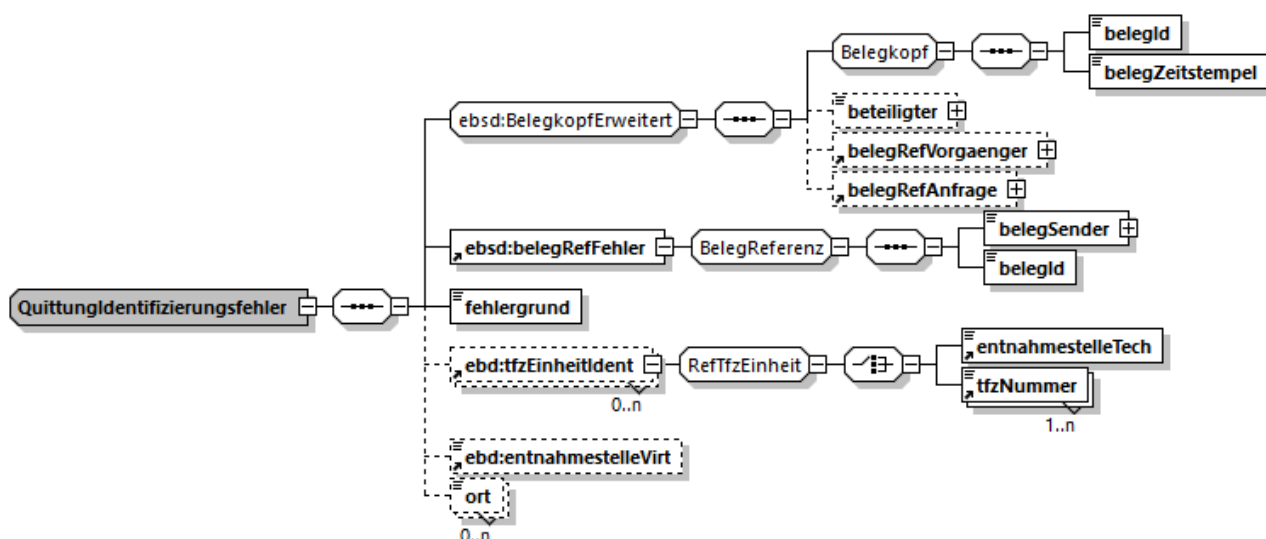 Belegkopf
belegId
belegZeitstempel
ebsd:BelegkopfErweitert
beteiligter
belegRefVorgaenger
belegRefAnfrage
ebsd:belegRefFehler
BelegReferenz
belegSender
belegId
QuittungIdentifizierungsfehler
fehlergrund
ebd:tfzEinheitIdent
0..n
RefTfzEinheit
entnahmestelleTech
tfzNummer
1..n
ebd:entnahmestelleVirt
ort
0..n